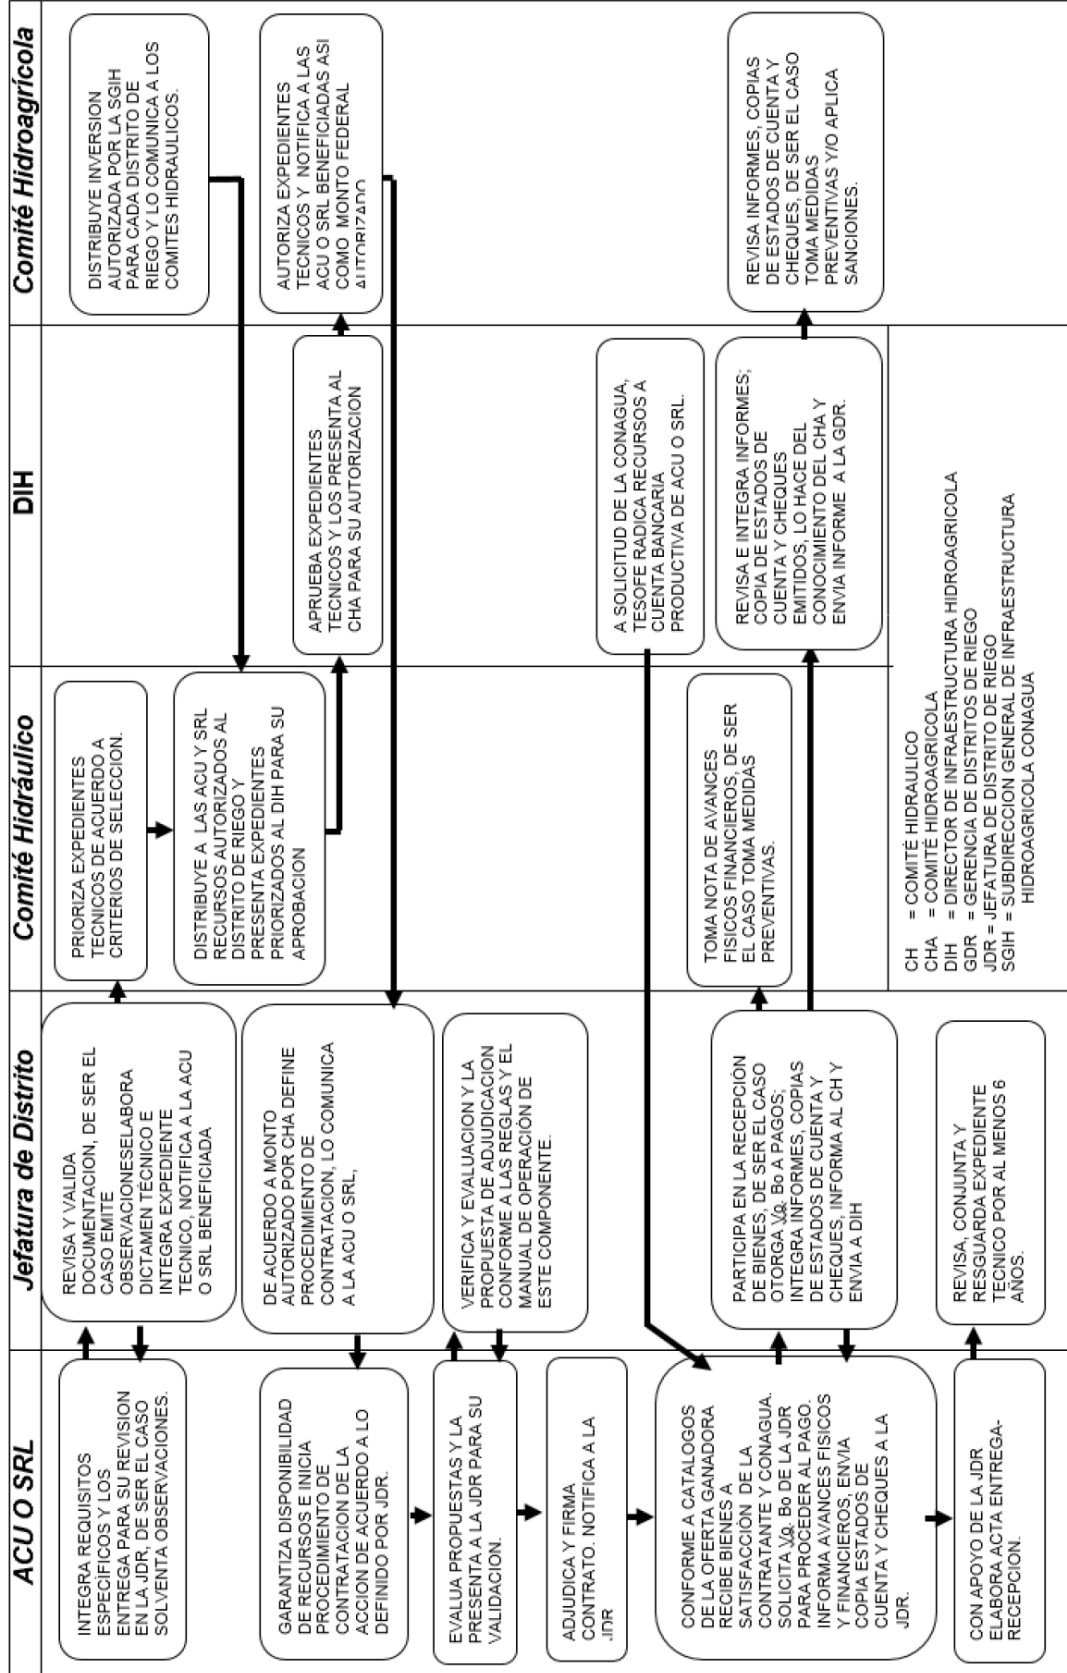 ACU O SRL
Jefatura de Distrito
Comité Hidráulico
DIH
Comité Hidroagrícola
INTEGRA REQUISITOS
ESPECÍFICOS Y LOS
ENTREGA PARA SU REVISION
EN LA JDR, DE SER EL CASO
SOLVENTA OBSERVACIONES.
REVISA Y VALIDA
DOCUMENTACION, DE SER EL
CASO EMITE
OBSERVACIONESELABORA
DICTAMEN TÉCNICO E
INTEGRA EXPEDIENTE
TECNICO, NOTIFICA A LA ACU
O SRL BENEFICIADA
PRIORIZA EXPEDIENTES
TECNICOS DE ACUERDO A
CRITERIOS DE SELECCION.
DISTRIBUYE INVERSION
AUTORIZADA POR LA SGIH
PARA CADA DISTRITO DE
RIEGO Y LO COMUNICA A LOS
COMITES HIDRAULICOS.
DISTRIBUYE A LAS ACU Y SRL
RECURSOS AUTORIZADOS AL
DISTRITO DE RIEGO Y
PRESENTA EXPEDIENTES
PRIORIZADOS AL DIH PARA SU
APROBACION
APRUEBA EXPEDIENTES
TECNICOS Y LOS PRESENTA AL
CHA PARA SU AUTORIZACION
AUTORIZA EXPEDIENTES
TECNICOS Y NOTIFICA A LAS
ACU O SRL BENEFICIADAS ASI
COMO MONTO FEDERAL
AUTORIZADO
DE ACUERDO A MONTO
AUTORIZADO POR CHA DEFINE
PROCEDIMIENTO DE
CONTRATACION, LO COMUNICA
A LA ACU O SRL,
GARANTIZA DISPONIBILIDAD
DE RECURSOS E INICIA
PROCEDIMIENTO DE
CONTRATACION DE LA
ACCION DE ACUERDO A LO
DEFINIDO POR JDR.
EVALUA PROPUESTAS Y LA
PRESENTA A LA JDR PARA SU
VALIDACION.
VERIFICA Y EVALUACION Y LA
PROPUESTA DE ADJUDICACION
CONFORME A LAS REGLAS Y EL
MANUAL DE OPERACIÓN DE
ESTE COMPONENTE.
ADJUDICA Y FIRMA
CONTRATO. NOTIFICA A LA
JDR
A SOLICITUD DE LA CONAGUA,
TESOFE RADICA RECURSOS A
CUENTA BANCARIA
PRODUCTIVA DE ACU O SRL.
CONFORME A CATALOGOS
DE LA OFERTA GANADORA
RECIBE BIENES A
SATISFACCIÓN DE LA
CONTRATANTE Y CONAGUA.
SOLICITA Vo. Bo DE LA JDR
PARA PROCEDER AL PAGO.
INFORMA AVANCES FISICOS
Y FINANCIEROS, ENVIA
COPIA ESTADOS DE
CUENTA Y CHEQUES A LA
JDR.
PARTICIPA EN LA RECEPCIÓN
DE BIENES, DE SER EL CASO
OTORGA Vo. Bo A PAGOS;
INTEGRA INFORMES, COPIAS
DE ESTADOS DE CUENTA Y
CHEQUES, INFORMA AL CH Y
ENVIA A DIH
TOMA NOTA DE AVANCES
FISICOS FINANCIEROS, DE SER
EL CASO TOMA MEDIDAS
PREVENTIVAS.
REVISA E INTEGRA INFORMES;
COPIA DE ESTADOS DE
CUENTA Y CHEQUES
EMITIDOS, LO HACE DEL
CONOCIMIENTO DEL CHA Y
ENVIA INFORME A LA GDR.
REVISA INFORMES, COPIAS
DE ESTADOS DE CUENTA Y
CHEQUES, DE SER EL CASO
TOMA MEDIDAS
PREVENTIVAS Y/O APLICA
SANCIONES.
CON APOYO DE LA JDR
ELABORA ACTA ENTREGA-
RECEPCION.
REVISA, CONJUNTA Y
RESGUARDA EXPEDIENTE
TECNICO POR AL MENOS 6
AÑOS.
CH = COMITÉ HIDRAULICO
CHA = COMITÉ HIDROAGRICOLA
DIH = DIRECTOR DE INFRAESTRUCTURA HIDROAGRICOLA
GDR = GERENCIA DE DISTRITOS DE RIEGO
JDR = JEFATURA DE DISTRITO DE RIEGO
SGIH = SUBDIRECCION GENERAL DE INFRAESTRUCTURA
HIDROAGRICOLA CONAGUA